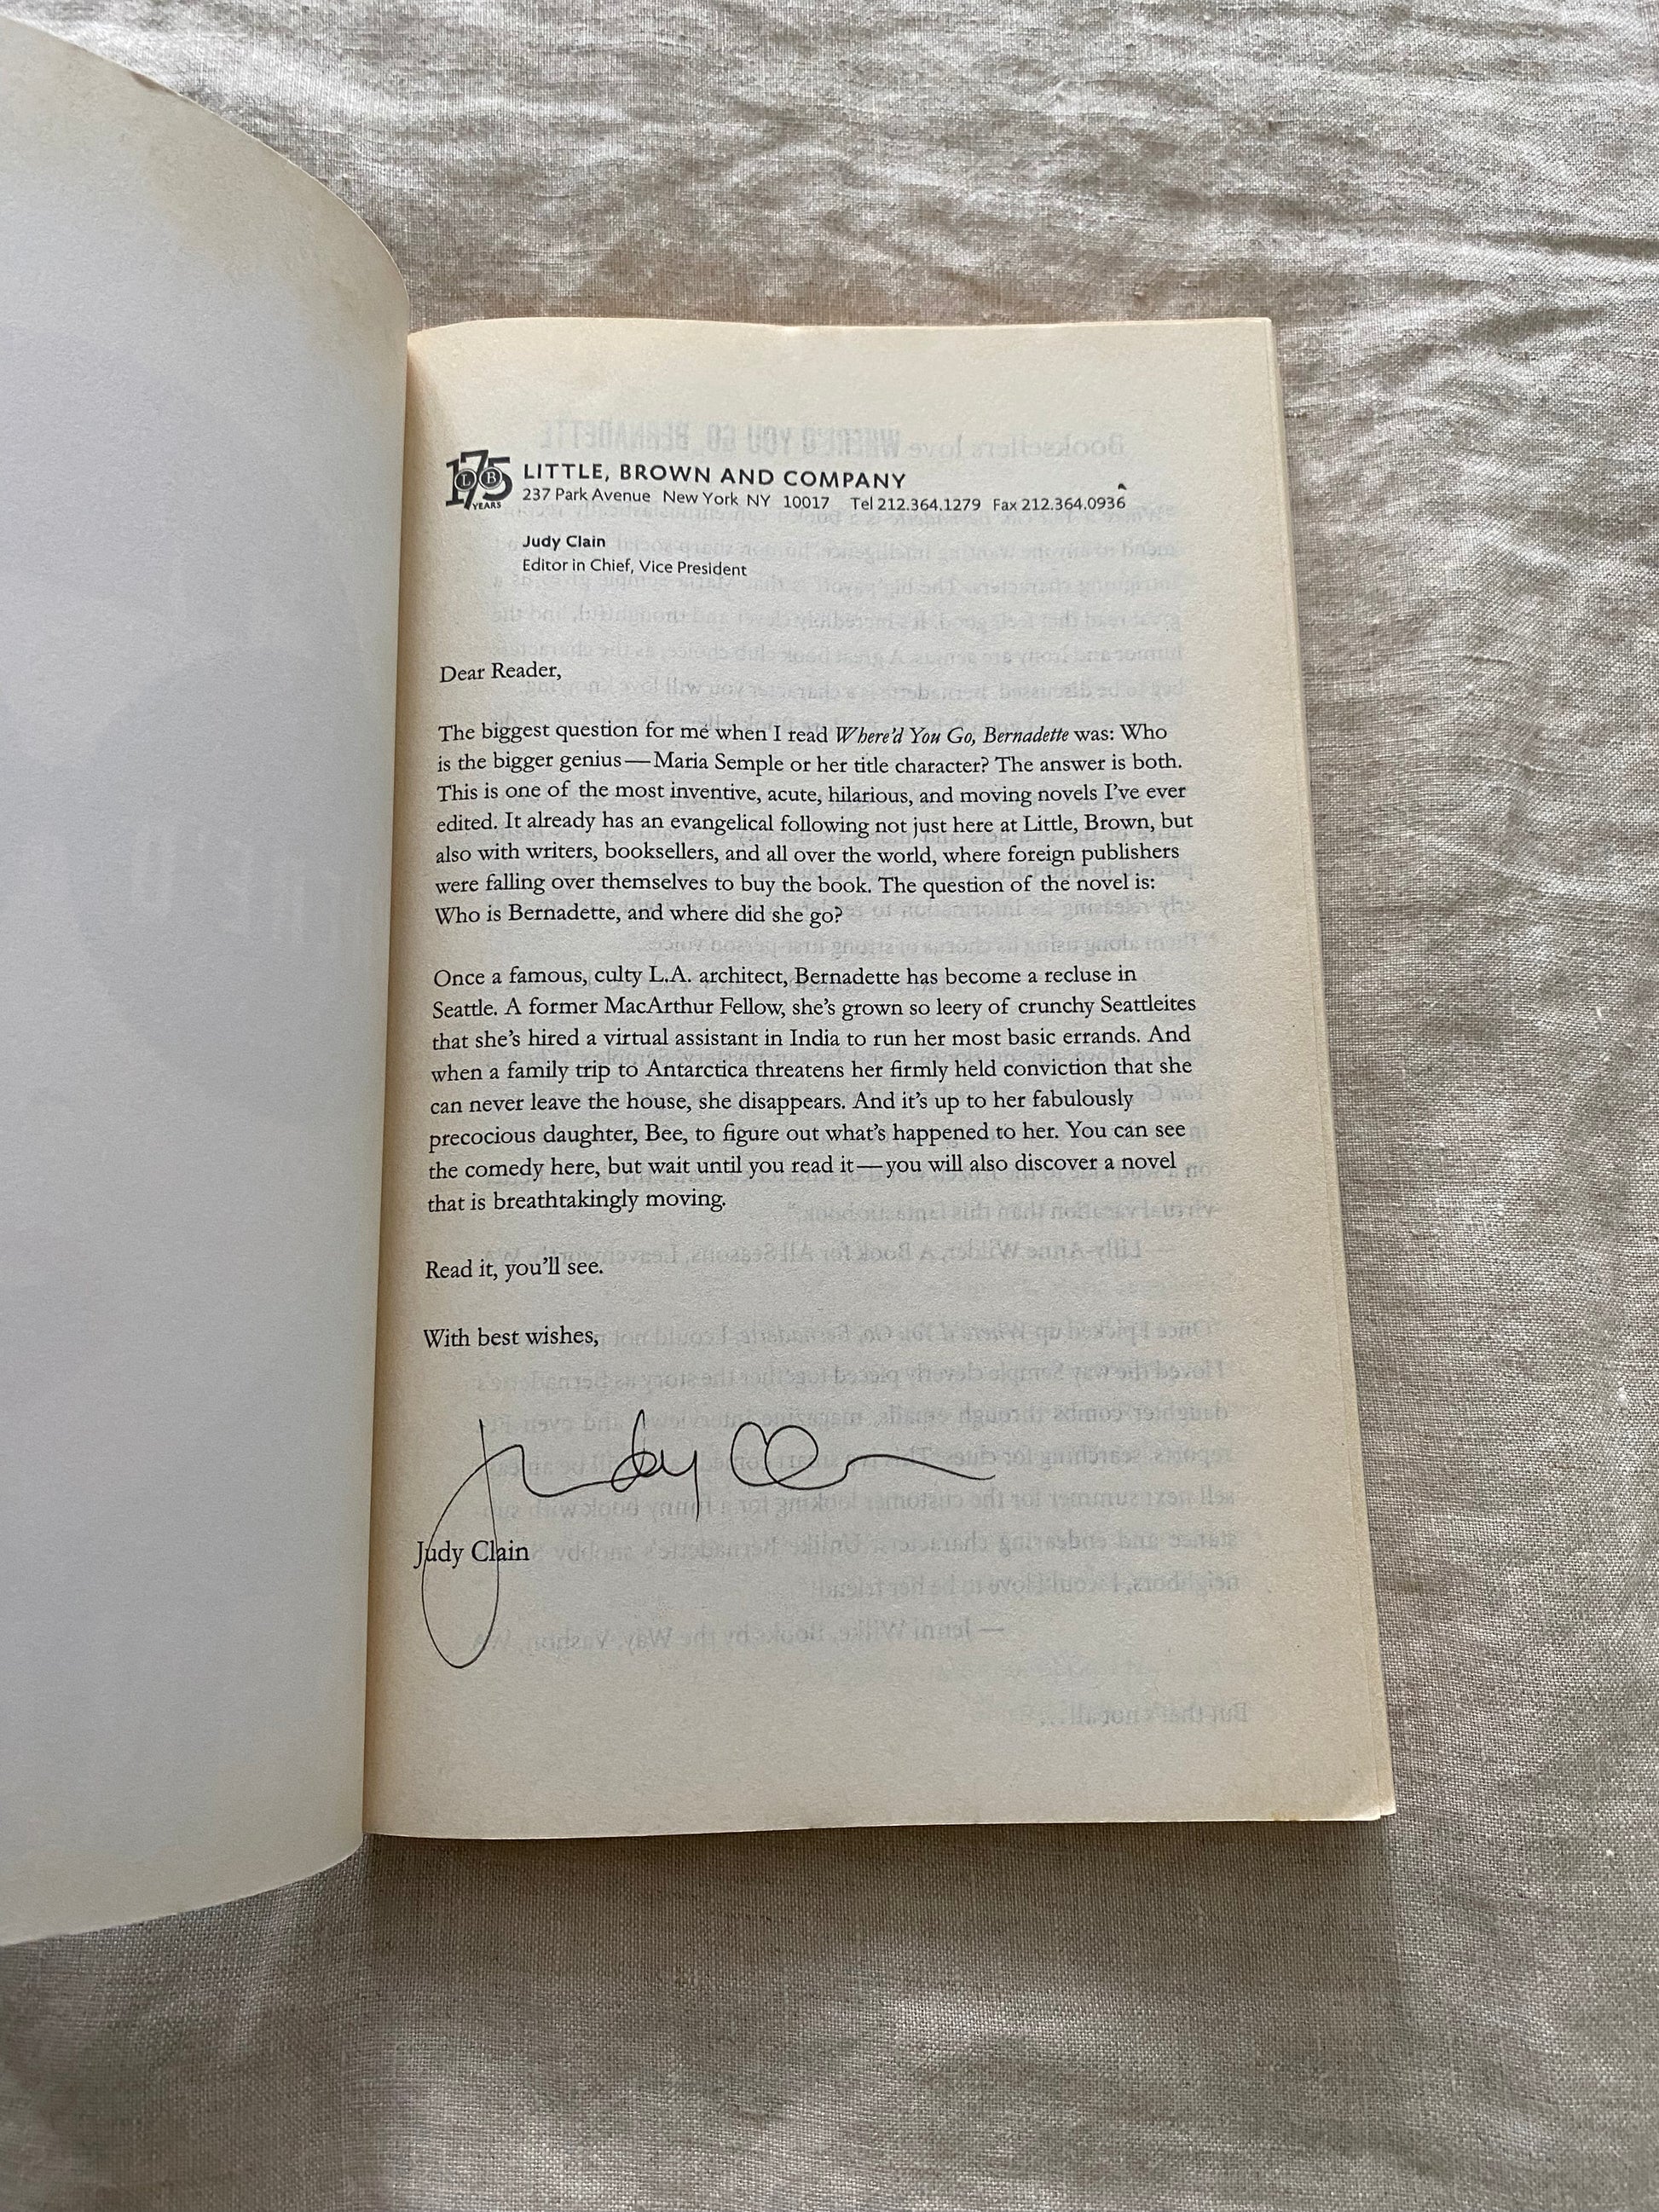 175 YEARS LB
LITTLE, BROWN AND COMPANY
237 Park Avenue New York NY 10017 Tel 212.364.1279 Fax 212.364.0936
Judy Clain
Editor in Chief, Vice President
Dear Reader,
The biggest question for me when I read Where'd You Go, Bernadette was: Who
is the bigger genius—Maria Semple or her title character? The answer is both.
This is one of the most inventive, acute, hilarious, and moving novels I've ever
edited. It already has an evangelical following not just here at Little, Brown, but
also with writers, booksellers, and all over the world, where foreign publishers
were falling over themselves to buy the book. The question of the novel is:
Who is Bernadette, and where did she go?
Once a famous, culty L.A. architect, Bernadette has become a recluse in
Seattle. A former MacArthur Fellow, she's grown so leery of crunchy Seattleites
that she's hired a virtual assistant in India to run her most basic errands. And
when a family trip to Antarctica threatens her firmly held conviction that she
can never leave the house, she disappears. And it's up to her fabulously
precocious daughter, Bee, to figure out what's happened to her. You can see
the comedy here, but wait until you read it—you will also discover a novel
that is breathtakingly moving.
Read it, you'll see.
With best wishes,
Judy Clain
Judy Clain